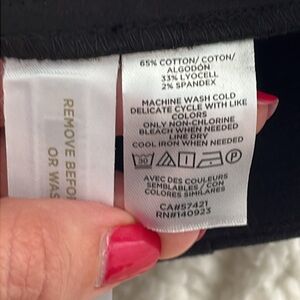 65% COTTON/ COTON/
ALGODÓN
33% LYOCELL
2% SPANDEX
MACHINE WASH COLD
DELICATE CYCLE WITH LIKE
COLORS
ONLY NON-CHLORINE
BLEACH WHEN NEEDED
LINE DRY
COOL IRON WHEN NEEDED
30
P
AVEC DES COULEURS
SEMBLABLES / CON
COLORES SIMILARES
CA#57421
RN#140923
REMOVE BEFO
OR WAS